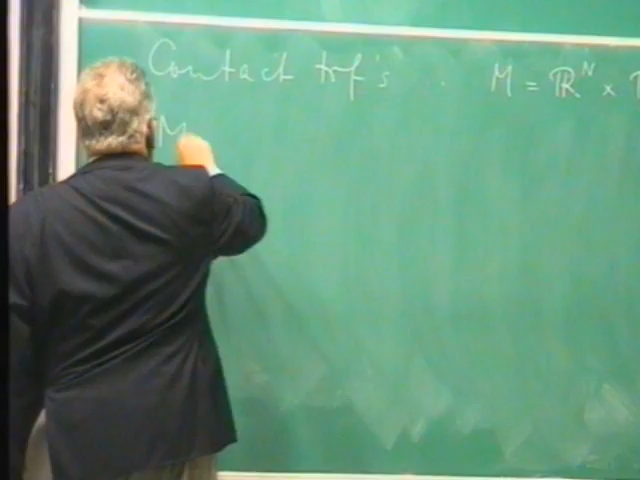 Contact trf's . M = ℝᴺ ×
M